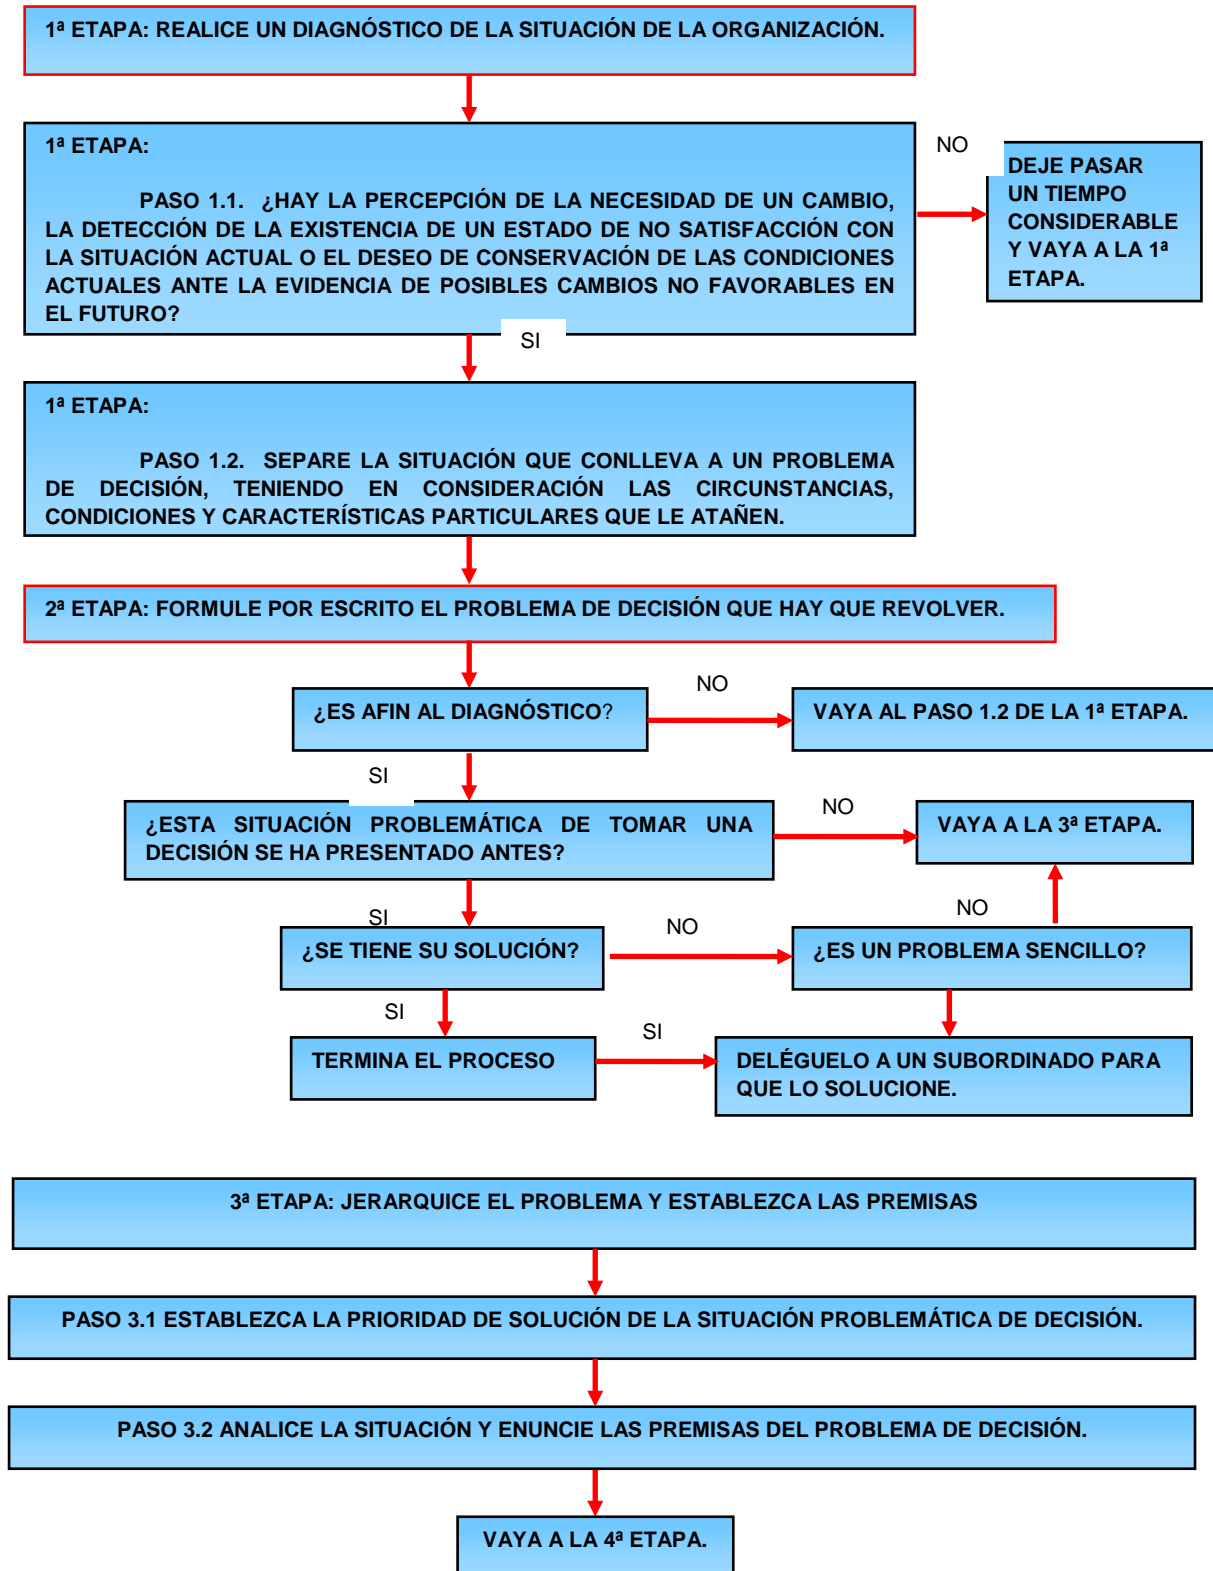 1ª ETAPA: REALICE UN DIAGNÓSTICO DE LA SITUACIÓN DE LA ORGANIZACIÓN.
1ª ETAPA:
PASO 1.1. ¿HAY LA PERCEPCIÓN DE LA NECESIDAD DE UN CAMBIO,
LA DETECCIÓN DE LA EXISTENCIA DE UN ESTADO DE NO SATISFACCIÓN CON
LA SITUACIÓN ACTUAL O EL DESEO DE CONSERVACIÓN DE LAS CONDICIONES
ACTUALES ANTE LA EVIDENCIA DE POSIBLES CAMBIOS NO FAVORABLES EN
EL FUTURO?
NO
DEJE PASAR
UN TIEMPO
CONSIDERABLE
Y VAYA A LA 1ª
ETAPA.
SI
1ª ETAPA:
PASO 1.2. SEPARE LA SITUACIÓN QUE CONLLEVA A UN PROBLEMA
DE DECISIÓN, TENIENDO EN CONSIDERACIÓN LAS CIRCUNSTANCIAS,
CONDICIONES Y CARACTERÍSTICAS PARTICULARES QUE LE ATAÑEN.
2ª ETAPA: FORMULE POR ESCRITO EL PROBLEMA DE DECISIÓN QUE HAY QUE REVOLVER.
¿ES AFIN AL DIAGNÓSTICO?
NO
VAYA AL PASO 1.2 DE LA 1ª ETAPA.
SI
¿ESTA SITUACIÓN PROBLEMÁTICA DE TOMAR UNA
DECISIÓN SE HA PRESENTADO ANTES?
NO
VAYA A LA 3ª ETAPA.
SI
¿SE TIENE SU SOLUCIÓN?
NO
¿ES UN PROBLEMA SENCILLO?
NO
SI
TERMINA EL PROCESO
SI
DELÉGUELO A UN SUBORDINADO PARA
QUE LO SOLUCIONE.
3ª ETAPA: JERARQUICE EL PROBLEMA Y ESTABLEZCA LAS PREMISAS
PASO 3.1 ESTABLEZCA LA PRIORIDAD DE SOLUCIÓN DE LA SITUACIÓN PROBLEMÁTICA DE DECISIÓN.
PASO 3.2 ANALICE LA SITUACIÓN Y ENUNCIE LAS PREMISAS DEL PROBLEMA DE DECISIÓN.
VAYA A LA 4ª ETAPA.